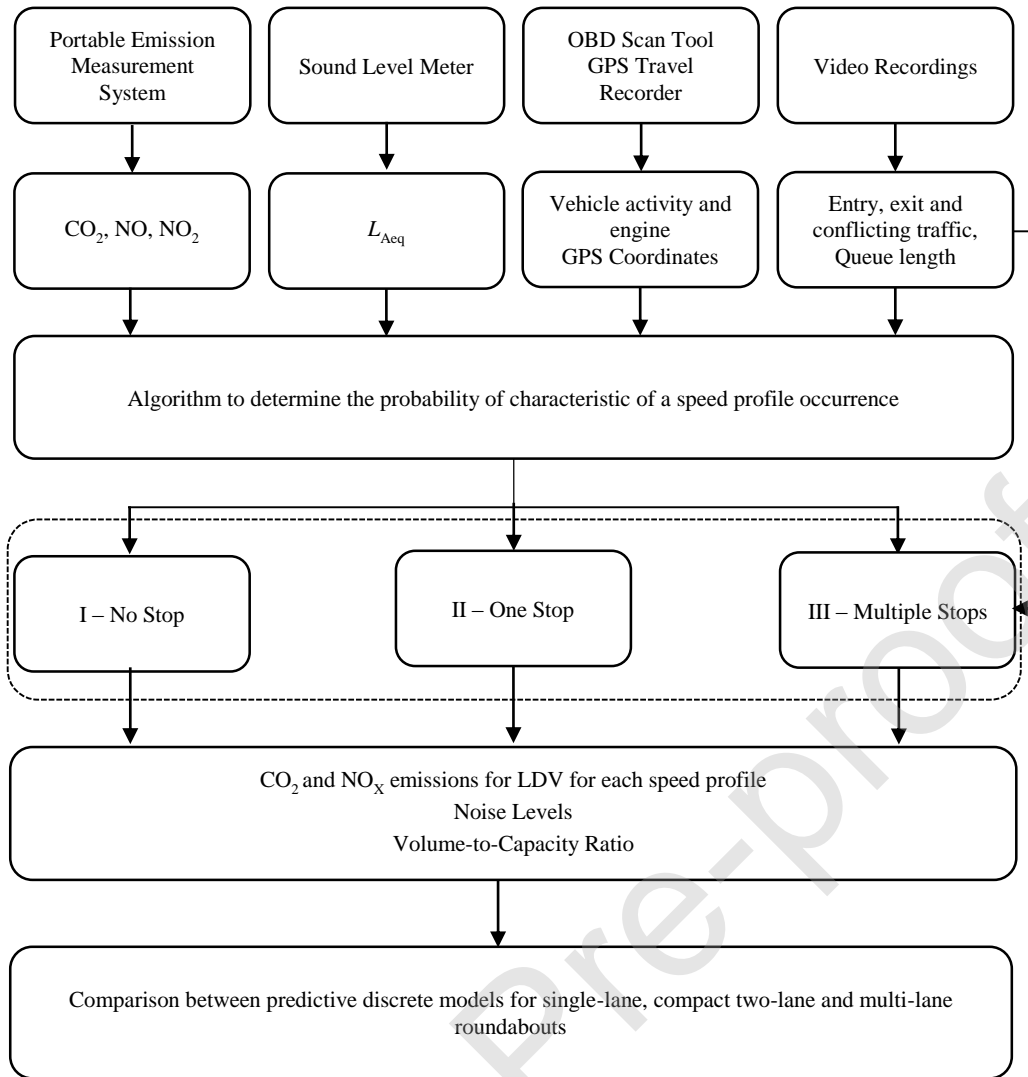 Portable Emission
Measurement
System
Sound Level Meter
OBD Scan Tool
GPS Travel
Recorder
Video Recordings
CO₂, NO, NO₂
L_Aeq
Vehicle activity and
engine
GPS Coordinates
Entry, exit and
conflicting traffic,
Queue length
Algorithm to determine the probability of characteristic of a speed profile occurrence
I – No Stop
II – One Stop
III – Multiple Stops
CO₂ and NO_X emissions for LDV for each speed profile
Noise Levels
Volume-to-Capacity Ratio
Comparison between predictive discrete models for single-lane, compact two-lane and multi-lane
roundabouts
Pre-proof